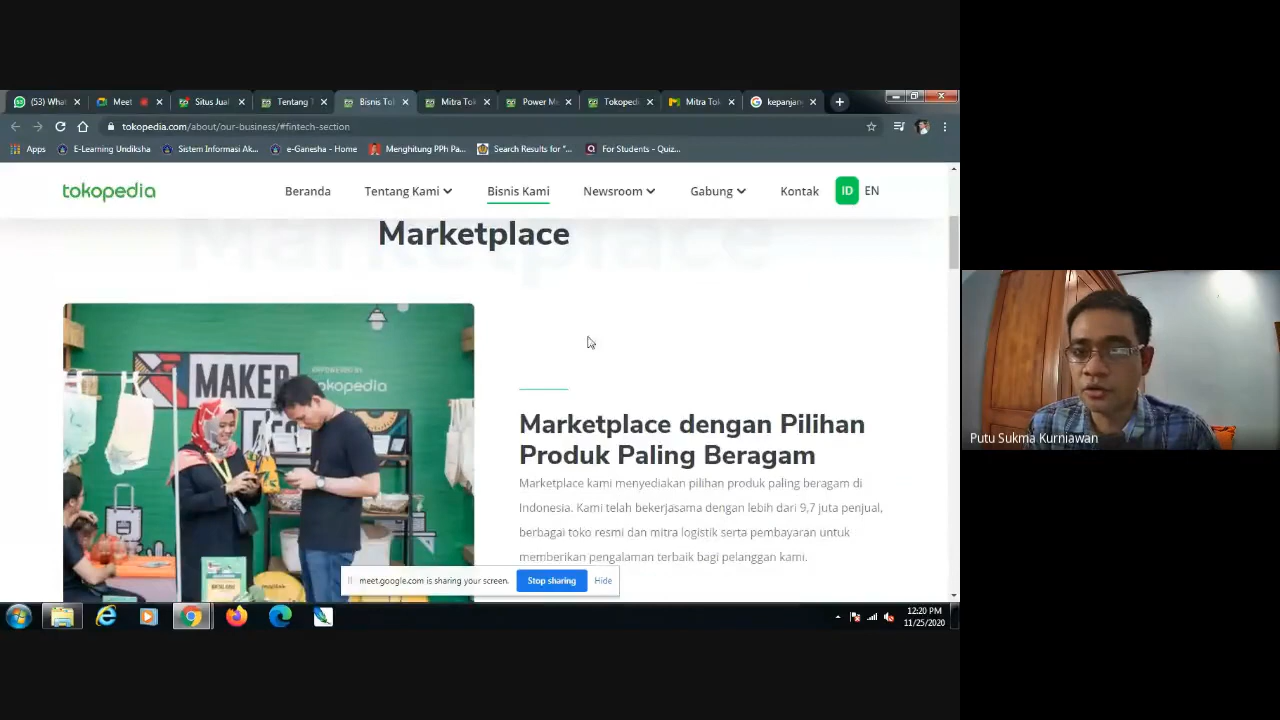 (53) What
Meet
Situs Jual
Tentang T
Bisnis Tok
Mitra Tok
Power Me
Tokoped
Mitra Tok
kepanjang
tokopedia.com/about/our-business/#fintech-section
Apps
E-Learning Undiksha
Sistem Informasi Ak...
e-Ganesha - Home
Menghitung PPh Pa...
Search Results for "...
For Students - Quiz...
tokopedia
Beranda
Tentang Kami
Bisnis Kami
Newsroom
Gabung
Kontak
ID
EN
Marketplace
MAKER
tokopedia
Marketplace dengan Pilihan
Produk Paling Beragam
Marketplace kami menyediakan pilihan produk paling beragam di
Indonesia. Kami telah bekerjasama dengan lebih dari 9,7 juta penjual,
berbagai toko resmi dan mitra logistik serta pembayaran untuk
memberikan pengalaman terbaik bagi pelanggan kami.
meet.google.com is sharing your screen.
Stop sharing
Hide
12:20 PM
11/25/2020
Putu Sukma Kurniawan